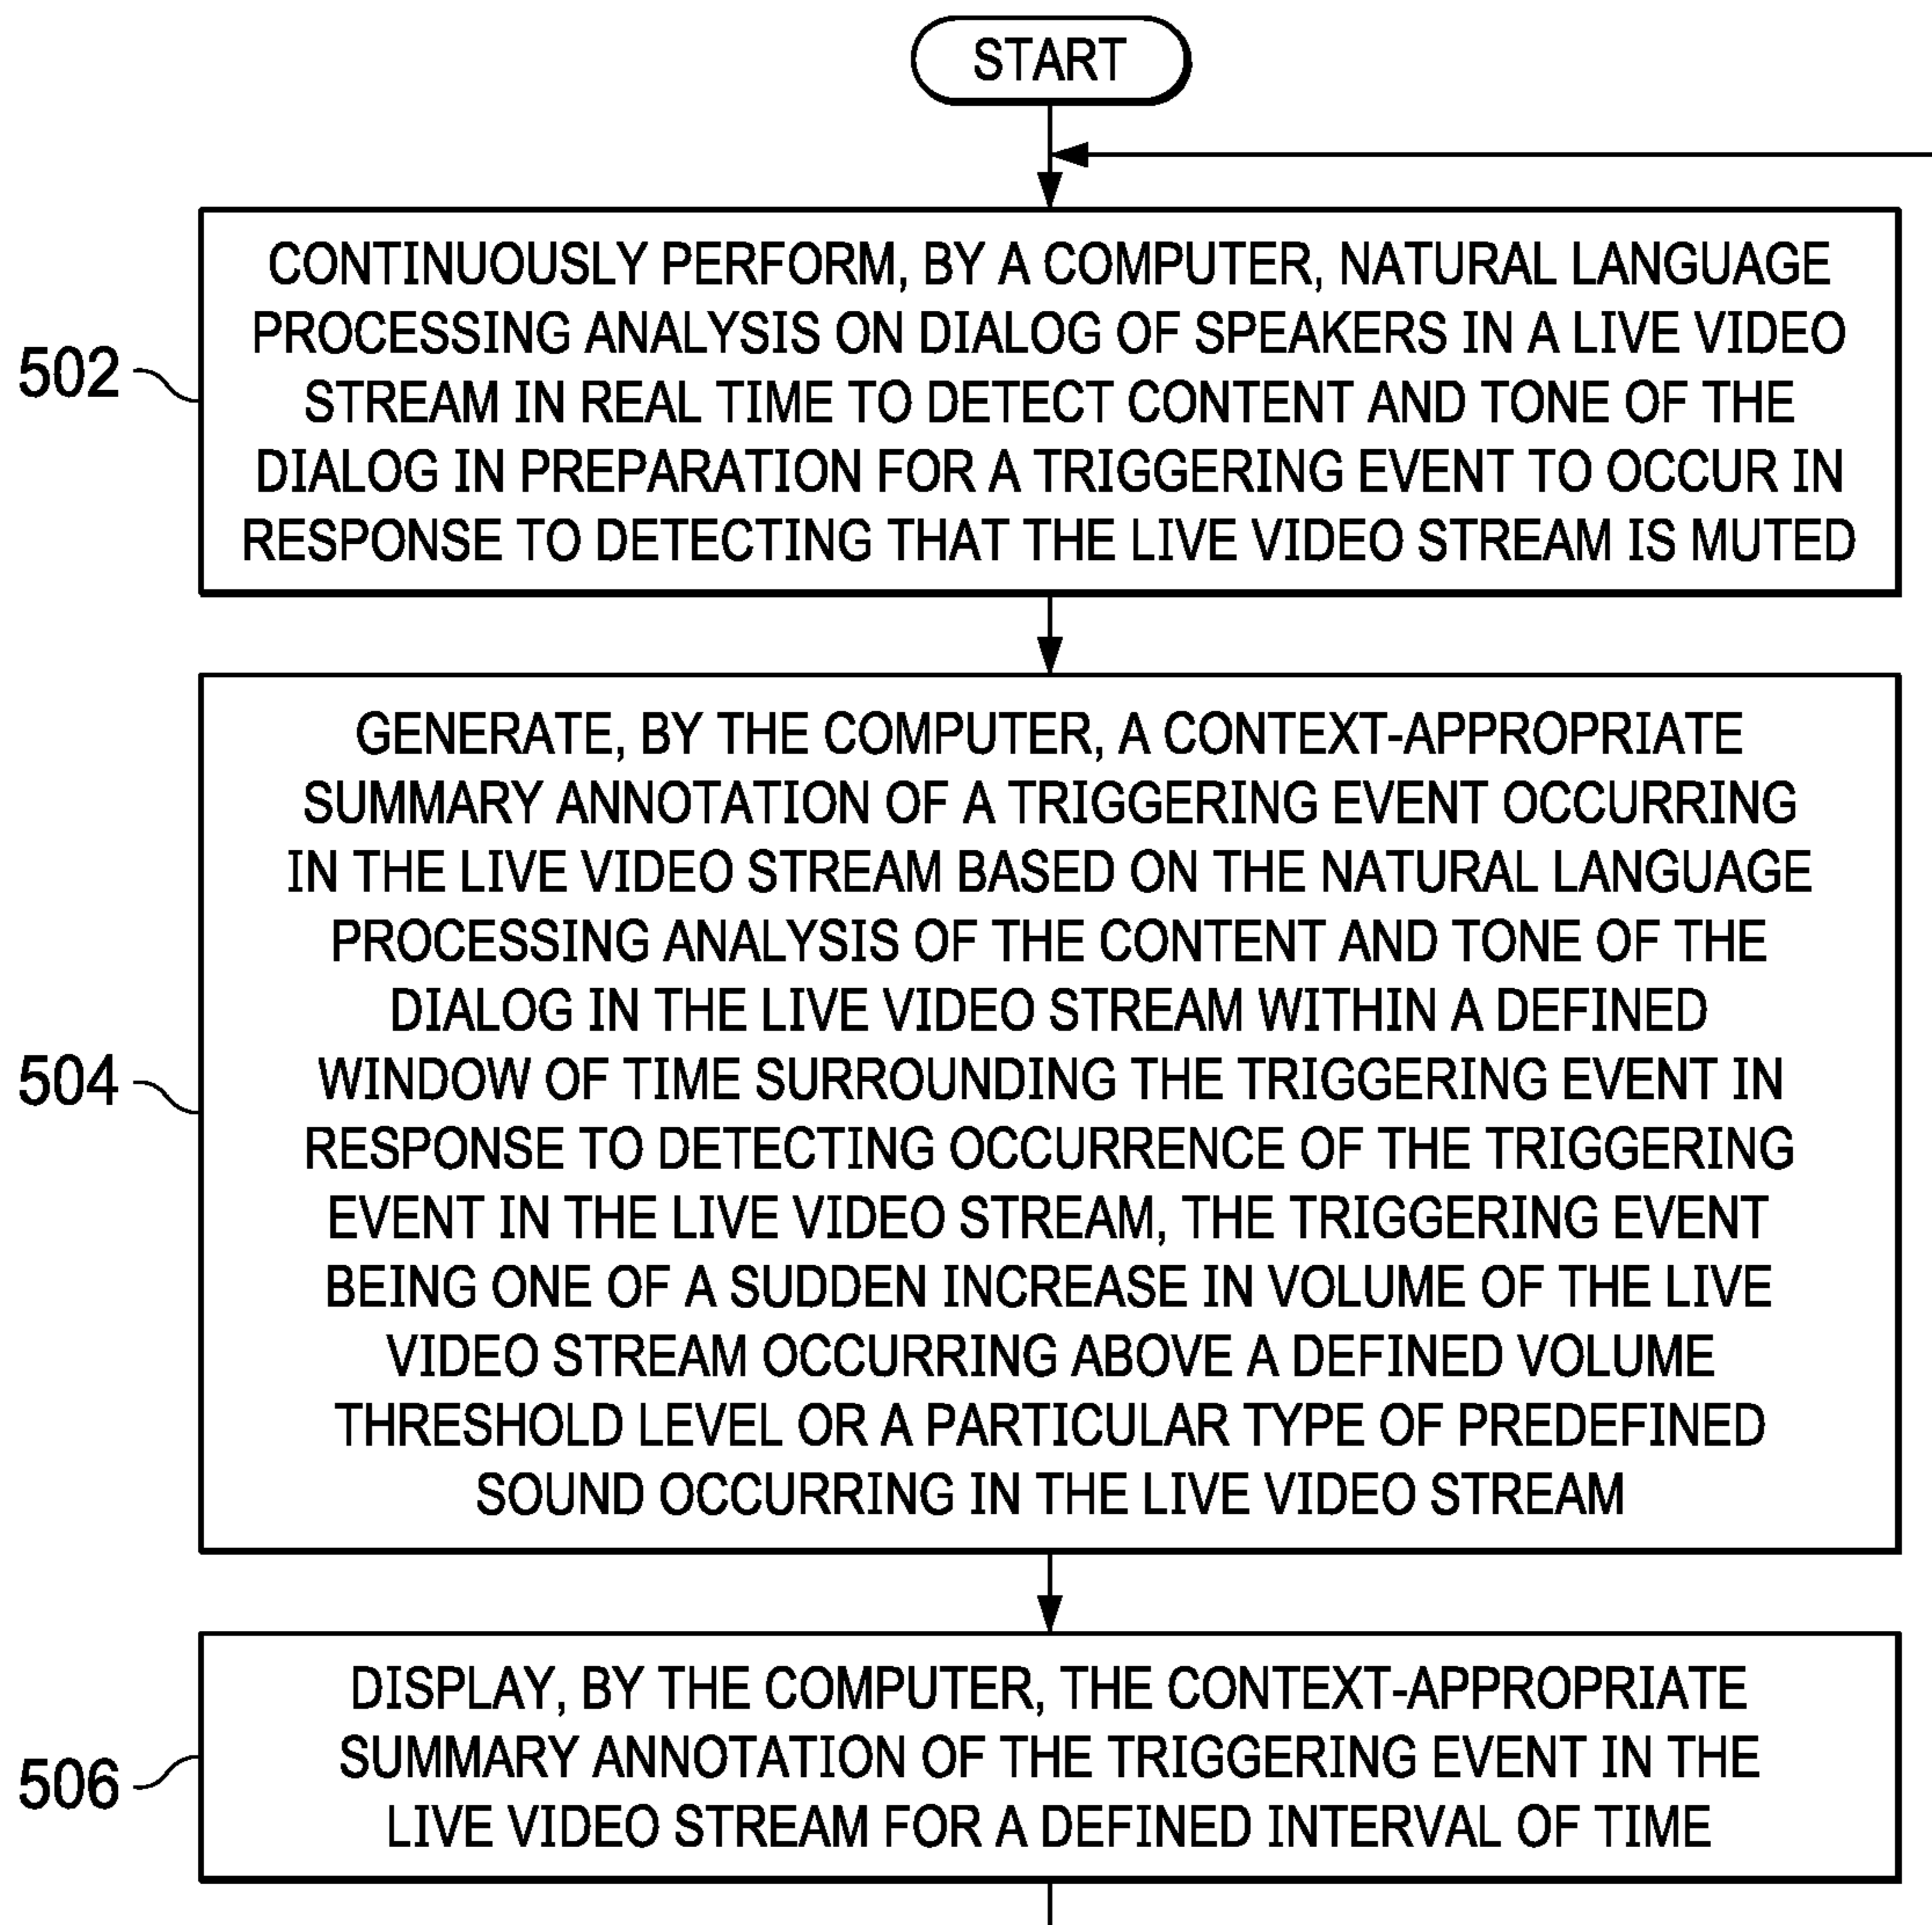 START
CONTINUOUSLY PERFORM, BY A COMPUTER, NATURAL LANGUAGE
PROCESSING ANALYSIS ON DIALOG OF SPEAKERS IN A LIVE VIDEO
STREAM IN REAL TIME TO DETECT CONTENT AND TONE OF THE
DIALOG IN PREPARATION FOR A TRIGGERING EVENT TO OCCUR IN
RESPONSE TO DETECTING THAT THE LIVE VIDEO STREAM IS MUTED
502
GENERATE, BY THE COMPUTER, A CONTEXT-APPROPRIATE
SUMMARY ANNOTATION OF A TRIGGERING EVENT OCCURRING
IN THE LIVE VIDEO STREAM BASED ON THE NATURAL LANGUAGE
PROCESSING ANALYSIS OF THE CONTENT AND TONE OF THE
DIALOG IN THE LIVE VIDEO STREAM WITHIN A DEFINED
WINDOW OF TIME SURROUNDING THE TRIGGERING EVENT IN
RESPONSE TO DETECTING OCCURRENCE OF THE TRIGGERING
EVENT IN THE LIVE VIDEO STREAM, THE TRIGGERING EVENT
BEING ONE OF A SUDDEN INCREASE IN VOLUME OF THE LIVE
VIDEO STREAM OCCURRING ABOVE A DEFINED VOLUME
THRESHOLD LEVEL OR A PARTICULAR TYPE OF PREDEFINED
SOUND OCCURRING IN THE LIVE VIDEO STREAM
504
DISPLAY, BY THE COMPUTER, THE CONTEXT-APPROPRIATE
SUMMARY ANNOTATION OF THE TRIGGERING EVENT IN THE
LIVE VIDEO STREAM FOR A DEFINED INTERVAL OF TIME
506